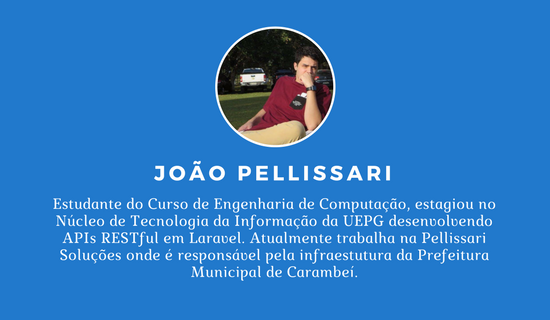 JOÃO PELLISSARI
Estudante do Curso de Engenharia de Computação, estagiou no
Núcleo de Tecnologia da Informação da UEPG desenvolvendo
APIs RESTful em Laravel. Atualmente trabalha na Pellissari
Soluções onde é responsável pela infraestutura da Prefeitura
Municipal de Carambeí.